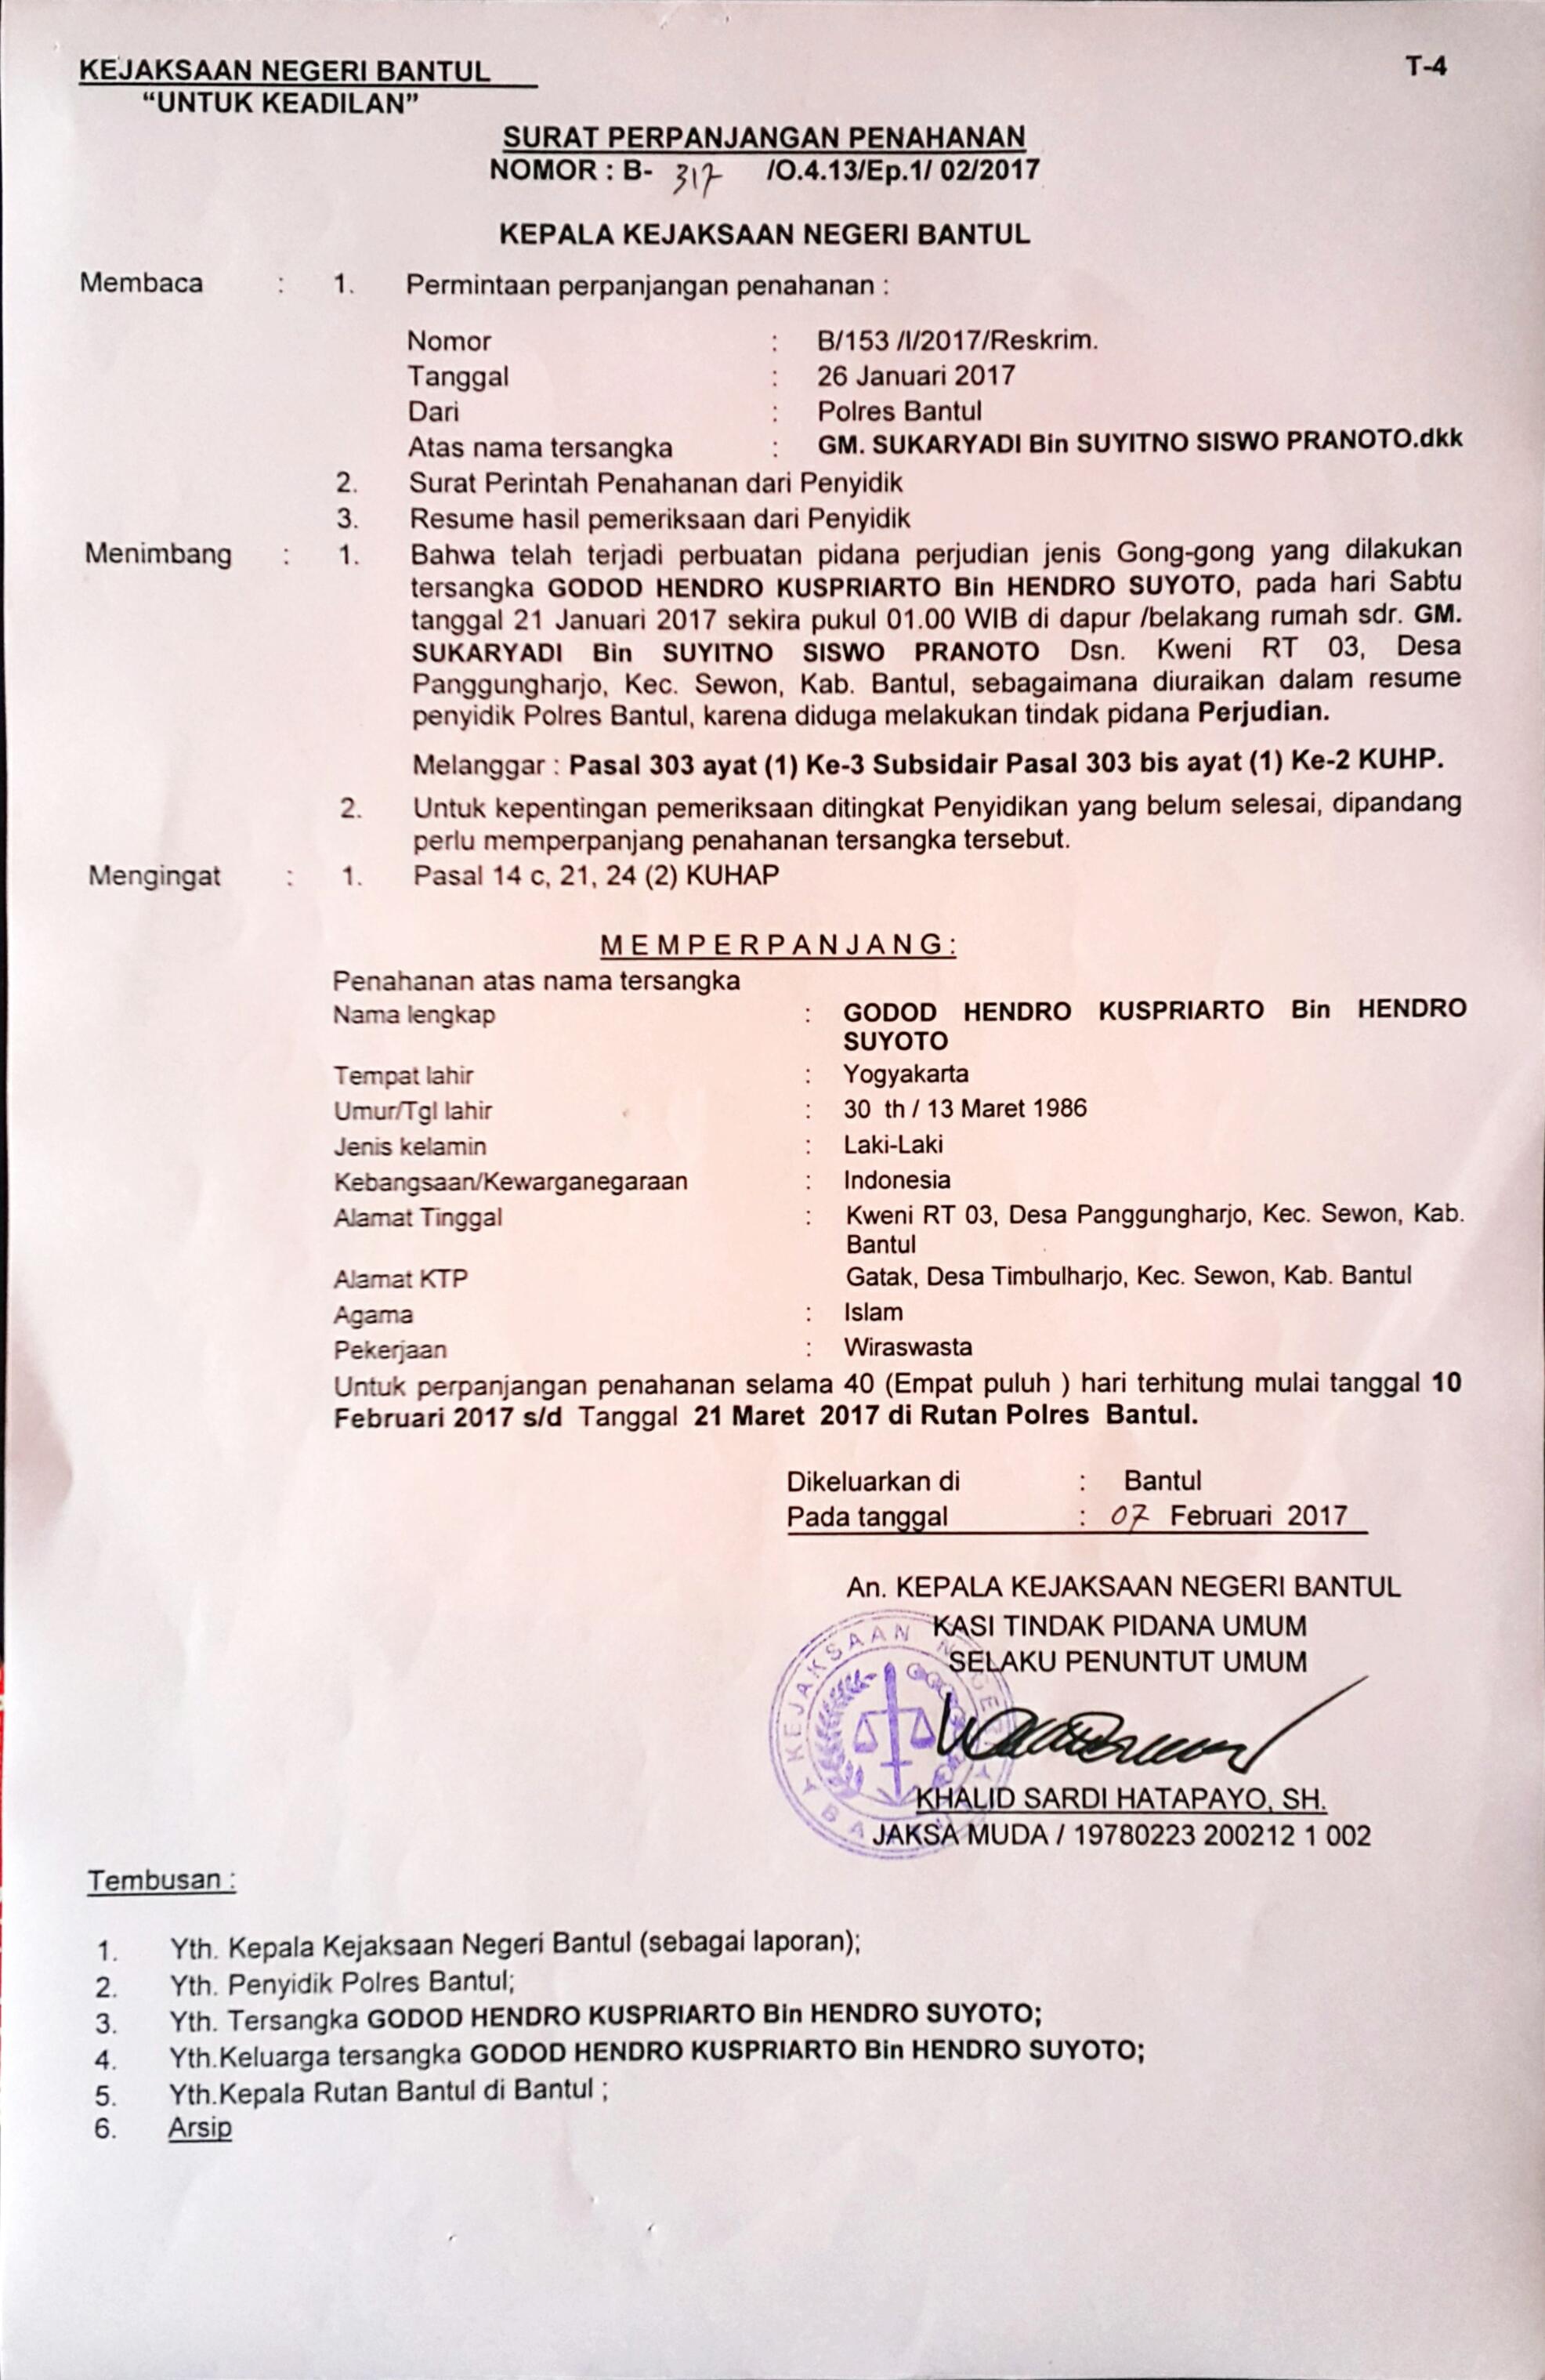 KEJAKSAAN NEGERI BANTUL
T-4
“UNTUK KEADILAN”
SURAT PERPANJANGAN PENAHANAN
NOMOR : B- 317 /O.4.13/Ep.1/ 02/2017
KEPALA KEJAKSAAN NEGERI BANTUL
Membaca : 1. Permintaan perpanjangan penahanan :
Nomor : B/153 /I/2017/Reskrim.
Tanggal : 26 Januari 2017
Dari : Polres Bantul
Atas nama tersangka : GM. SUKARYADI Bin SUYITNO SISWO PRANOTO.dkk
2. Surat Perintah Penahanan dari Penyidik
3. Resume hasil pemeriksaan dari Penyidik
Menimbang : 1. Bahwa telah terjadi perbuatan pidana perjudian jenis Gong-gong yang dilakukan
tersangka GODOD HENDRO KUSPRIARTO Bin HENDRO SUYOTO, pada hari Sabtu
tanggal 21 Januari 2017 sekira pukul 01.00 WIB di dapur /belakang rumah sdr. GM.
SUKARYADI Bin SUYITNO SISWO PRANOTO Dsn. Kweni RT 03, Desa
Panggungharjo, Kec. Sewon, Kab. Bantul, sebagaimana diuraikan dalam resume
penyidik Polres Bantul, karena diduga melakukan tindak pidana Perjudian.
Melanggar : Pasal 303 ayat (1) Ke-3 Subsidair Pasal 303 bis ayat (1) Ke-2 KUHP.
2. Untuk kepentingan pemeriksaan ditingkat Penyidikan yang belum selesai, dipandang
perlu memperpanjang penahanan tersangka tersebut.
Mengingat : 1. Pasal 14 c, 21, 24 (2) KUHAP
M E M P E R P A N J A N G :
Penahanan atas nama tersangka
Nama lengkap : GODOD HENDRO KUSPRIARTO Bin HENDRO
SUYOTO
Tempat lahir : Yogyakarta
Umur/Tgl lahir : 30 th / 13 Maret 1986
Jenis kelamin : Laki-Laki
Kebangsaan/Kewarganegaraan : Indonesia
Alamat Tinggal : Kweni RT 03, Desa Panggungharjo, Kec. Sewon, Kab.
Bantul
Alamat KTP Gatak, Desa Timbulharjo, Kec. Sewon, Kab. Bantul
Agama : Islam
Pekerjaan : Wiraswasta
Untuk perpanjangan penahanan selama 40 (Empat puluh ) hari terhitung mulai tanggal 10
Februari 2017 s/d Tanggal 21 Maret 2017 di Rutan Polres Bantul.
Dikeluarkan di : Bantul
Pada tanggal : 07 Februari 2017
An. KEPALA KEJAKSAAN NEGERI BANTUL
KASI TINDAK PIDANA UMUM
SELAKU PENUNTUT UMUM
KEJAKSAAN NEGERI
KHALID SARDI HATAPAYO, SH.
JAKSA MUDA / 19780223 200212 1 002
Tembusan :
1. Yth. Kepala Kejaksaan Negeri Bantul (sebagai laporan);
2. Yth. Penyidik Polres Bantul;
3. Yth. Tersangka GODOD HENDRO KUSPRIARTO Bin HENDRO SUYOTO;
4. Yth.Keluarga tersangka GODOD HENDRO KUSPRIARTO Bin HENDRO SUYOTO;
5. Yth.Kepala Rutan Bantul di Bantul ;
6. Arsip